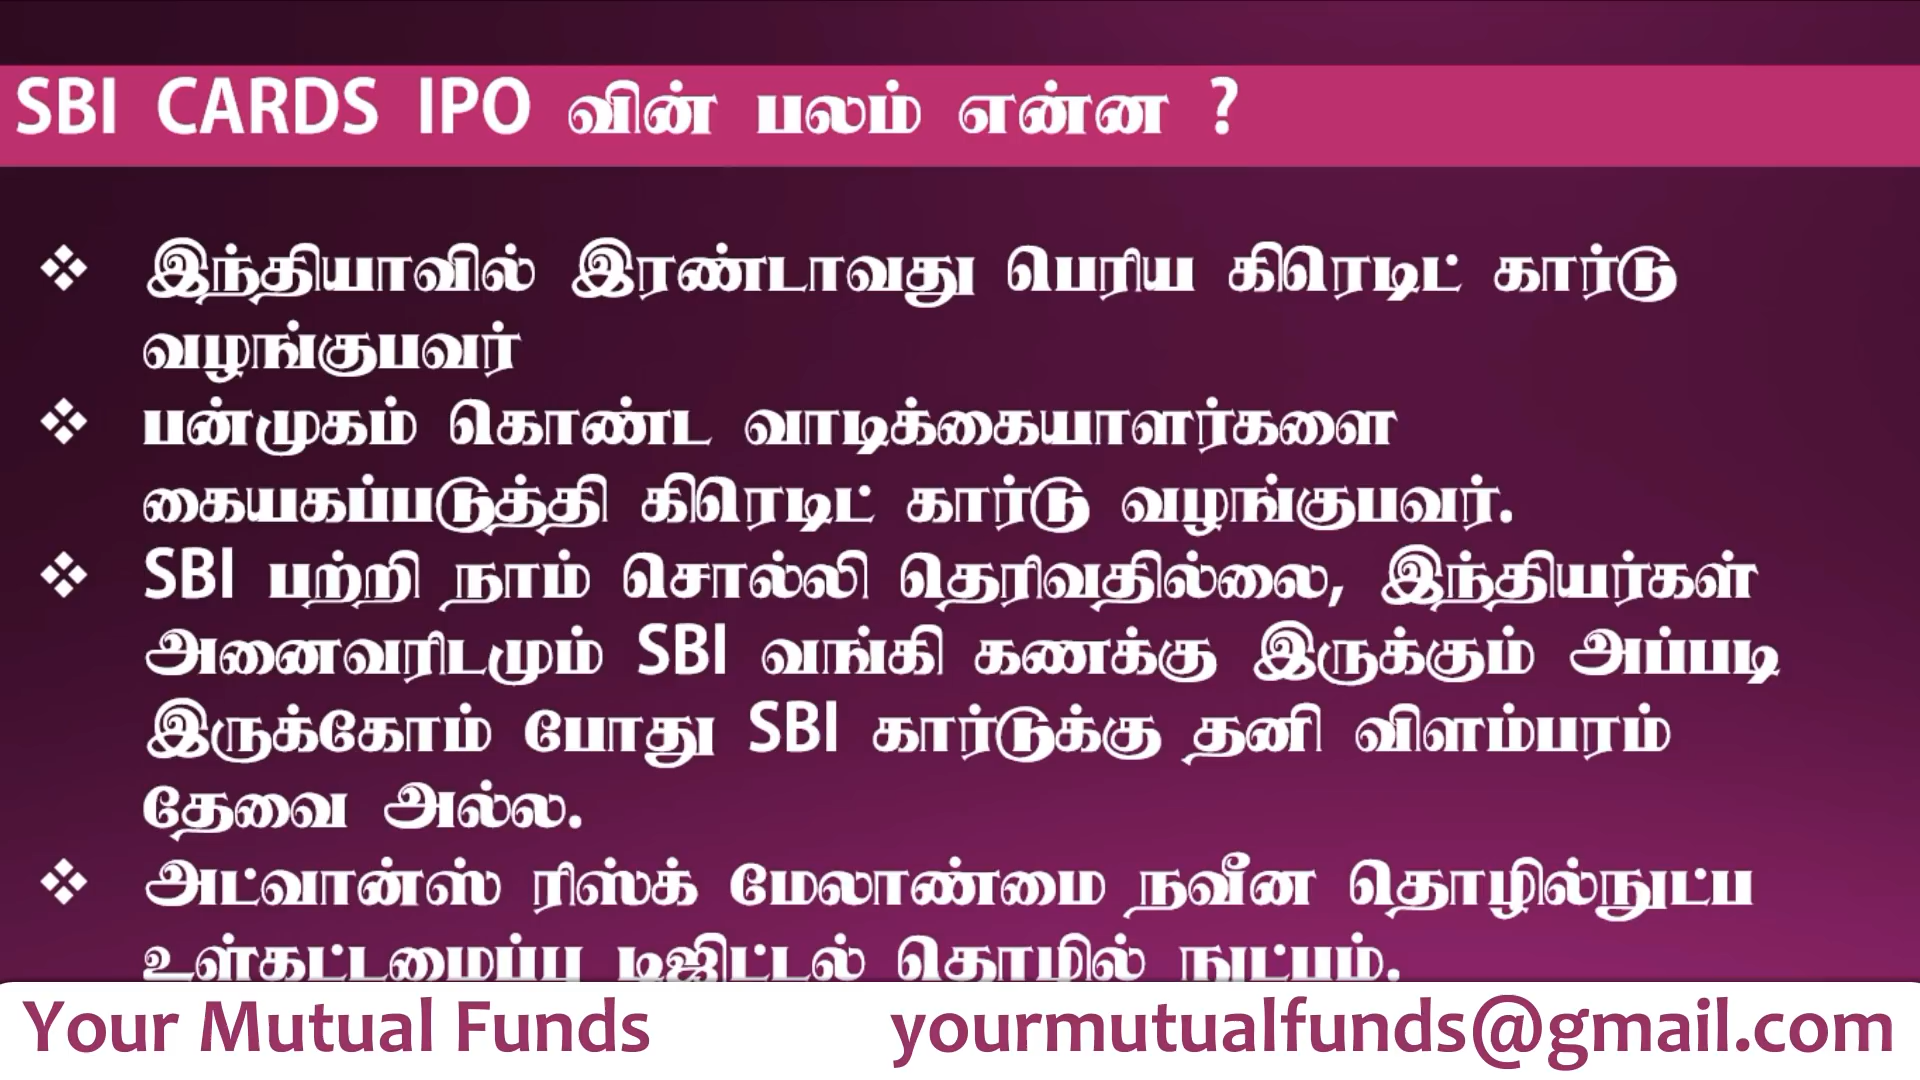 SBI CARDS IPO வின் பலம் என்ன ?
❖ இந்தியாவில் இரண்டாவது பெரிய கிரெடிட் கார்டு
வழங்குபவர்
❖ பன்முகம் கொண்ட வாடிக்கையாளர்களை
கையகப்படுத்தி கிரெடிட் கார்டு வழங்குபவர்.
❖ SBI பற்றி நாம் சொல்லி தெரிவதில்லை, இந்தியர்கள்
அனைவரிடமும் SBI வங்கி கணக்கு இருக்கும் அப்படி
இருக்கோம் போது SBI கார்டுக்கு தனி விளம்பரம்
தேவை அல்ல.
❖ அட்வான்ஸ் ரிஸ்க் மேலாண்மை நவீன தொழில்நுட்ப
உள்கட்டமைப்பு டிஜிட்டல் தொழில் நுட்பம்.
Your Mutual Funds yourmutualfunds@gmail.com